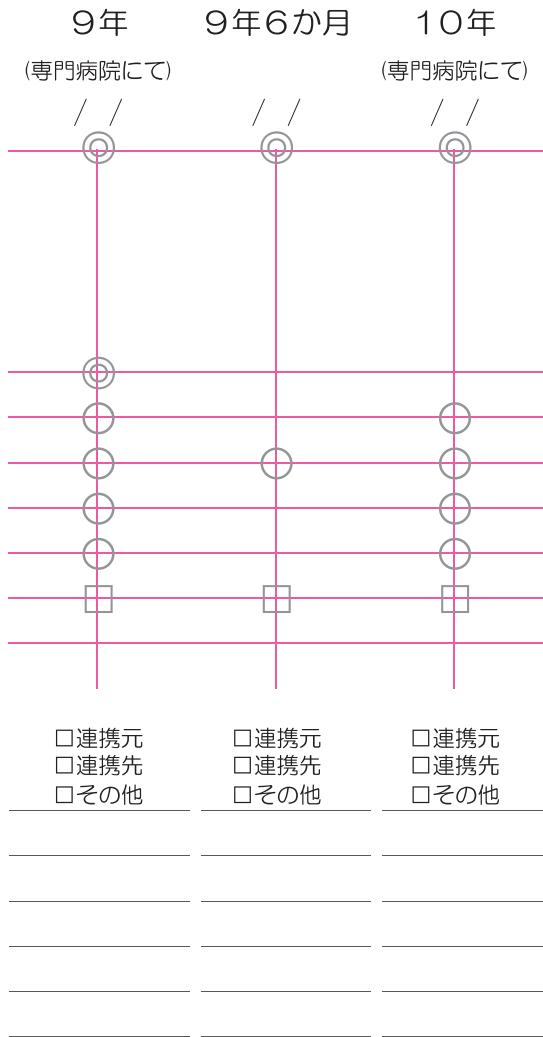 ９年 ９年６か月 １０年
(専門病院にて) (専門病院にて)
/ / / / / /
□連携元 □連携元 □連携元
□連携先 □連携先 □連携先
□その他 □その他 □その他